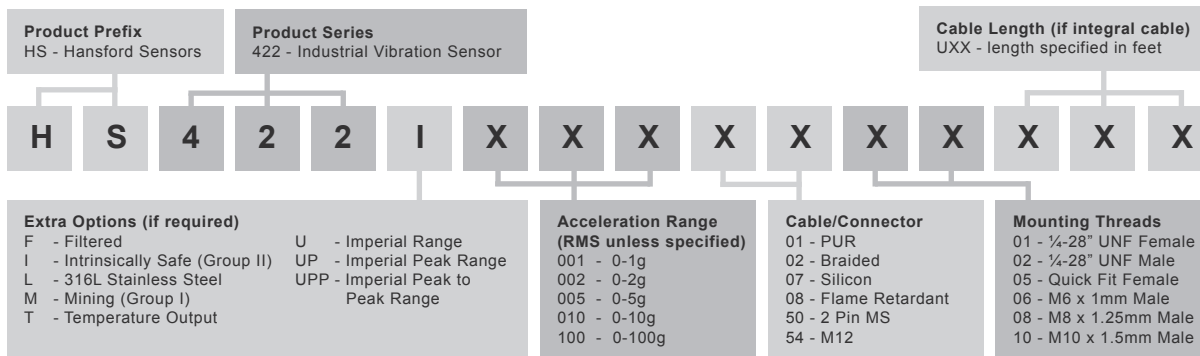 Product Prefix
HS - Hansford Sensors
Product Series
422 - Industrial Vibration Sensor
Cable Length (if integral cable)
UXX - length specified in feet
H S 4 2 2 I X X X X X X X X X X
Extra Options (if required)
F - Filtered
I - Intrinsically Safe (Group II)
L - 316L Stainless Steel
M - Mining (Group I)
T - Temperature Output
U - Imperial Range
UP - Imperial Peak Range
UPP - Imperial Peak to
Peak Range
Acceleration Range
(RMS unless specified)
001 - 0-1g
002 - 0-2g
005 - 0-5g
010 - 0-10g
100 - 0-100g
Cable/Connector
01 - PUR
02 - Braided
07 - Silicon
08 - Flame Retardant
50 - 2 Pin MS
54 - M12
Mounting Threads
01 - ¼-28” UNF Female
02 - ¼-28” UNF Male
05 - Quick Fit Female
06 - M6 x 1mm Male
08 - M8 x 1.25mm Male
10 - M10 x 1.5mm Male